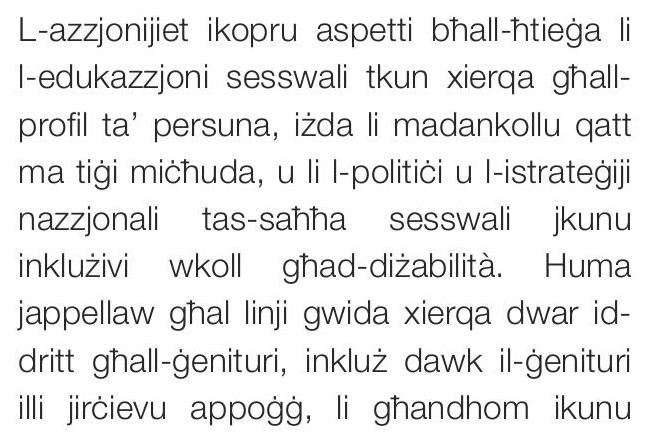 L-azzjonijiet ikopru aspetti bħall-ħtieġa li
l-edukazzjoni sesswali tkun xierqa għall-
profil ta’ persuna, iżda li madankollu qatt
ma tiġi miċħuda, u li l-politiċi u l-istrateġiji
nazzjonali tas-saħħa sesswali jkunu
inklużivi wkoll għad-diżabilità. Huma
jappellaw għal linji gwida xierqa dwar id-
dritt għall-ġenituri, inkluż dawk il-ġenituri
illi jirċievu appoġġ, li għandhom ikunu